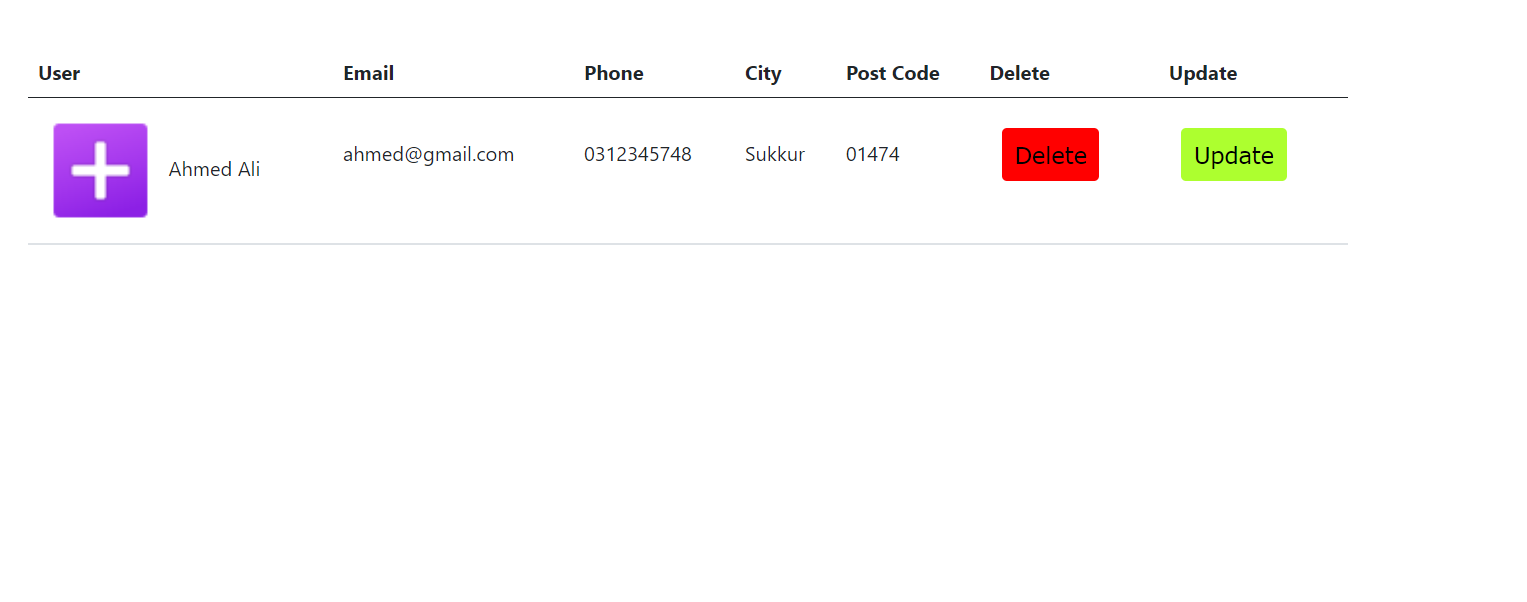 User Email Phone City Post Code Delete Update
Ahmed Ali ahmed@gmail.com 0312345748 Sukkur 01474 Delete Update